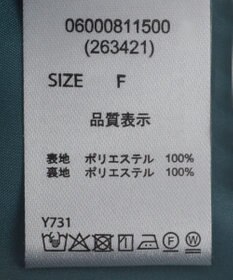 06000811500
(263421)
SIZE F
品質表示
表地 ポリエステル 100%
裏地 ポリエステル 100%
Y731
F W